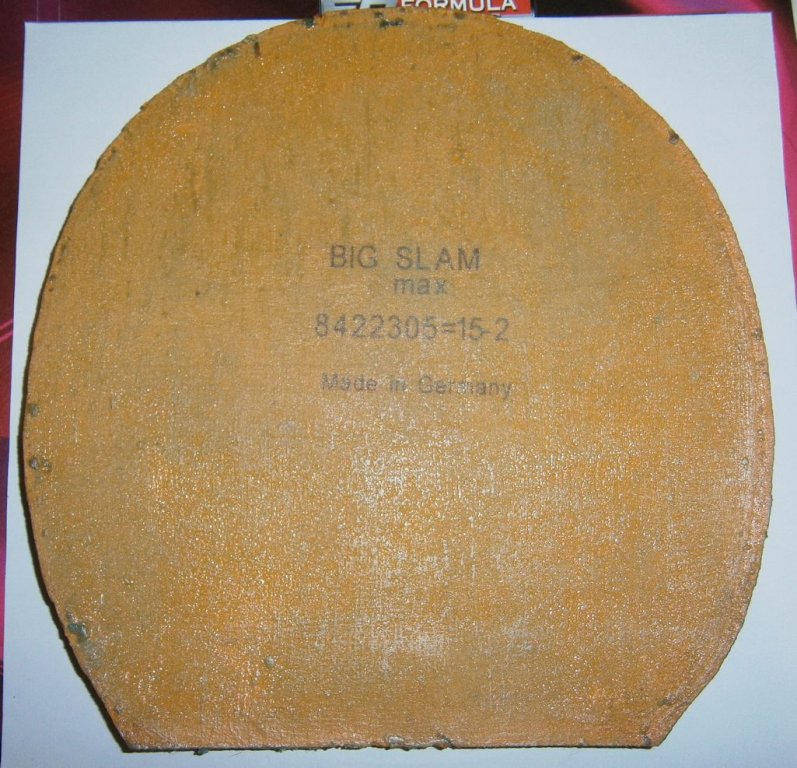 FORMULA
BIG SLAM
max
8422305=15-2
Made in Germany